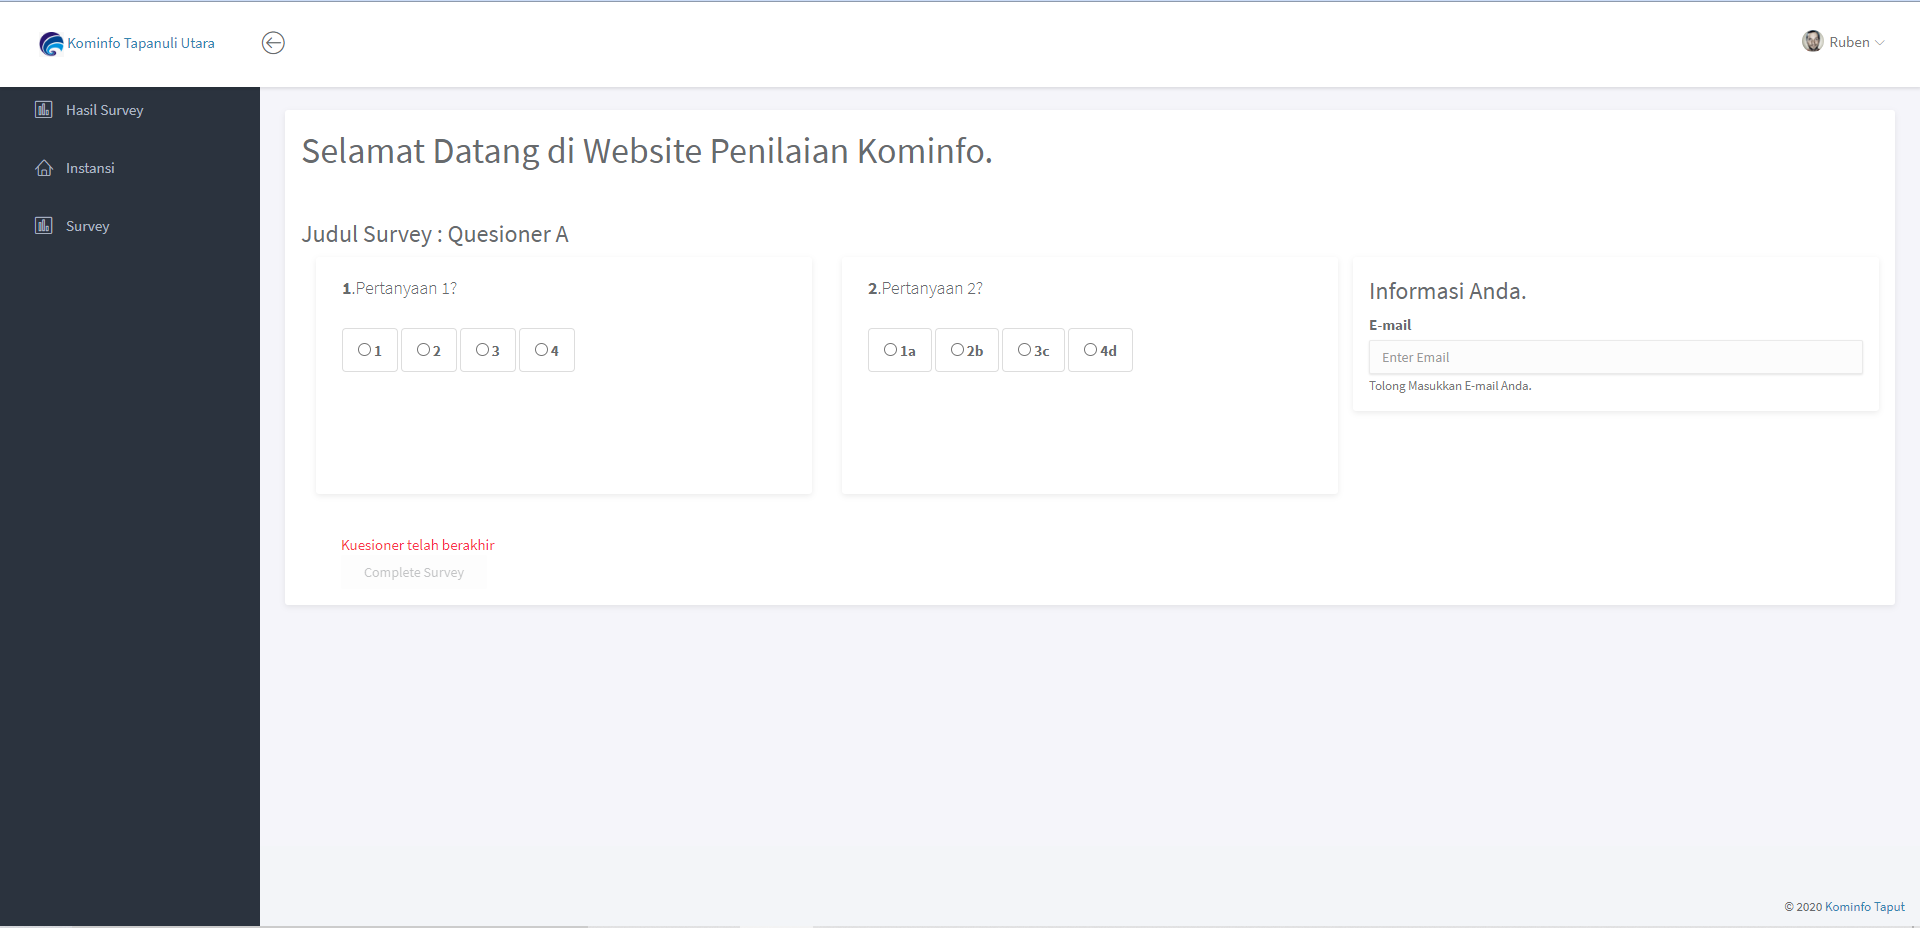 Kominfo Tapanuli Utara
Ruben
Hasil Survey
Instansi
Survey
Selamat Datang di Website Penilaian Kominfo.
Judul Survey : Quesioner A
1.Pertanyaan 1?
1 2 3 4
2.Pertanyaan 2?
1a 2b 3c 4d
Informasi Anda.
E-mail
Enter Email
Tolong Masukkan E-mail Anda.
Kuesioner telah berakhir
Complete Survey
© 2020 Kominfo Taput